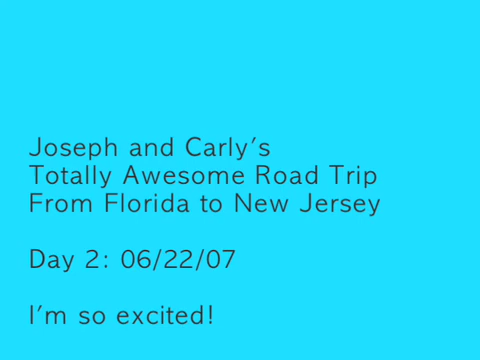 Joseph and Carly's
Totally Awesome Road Trip
From Florida to New Jersey
Day 2: 06/22/07
I'm so excited!